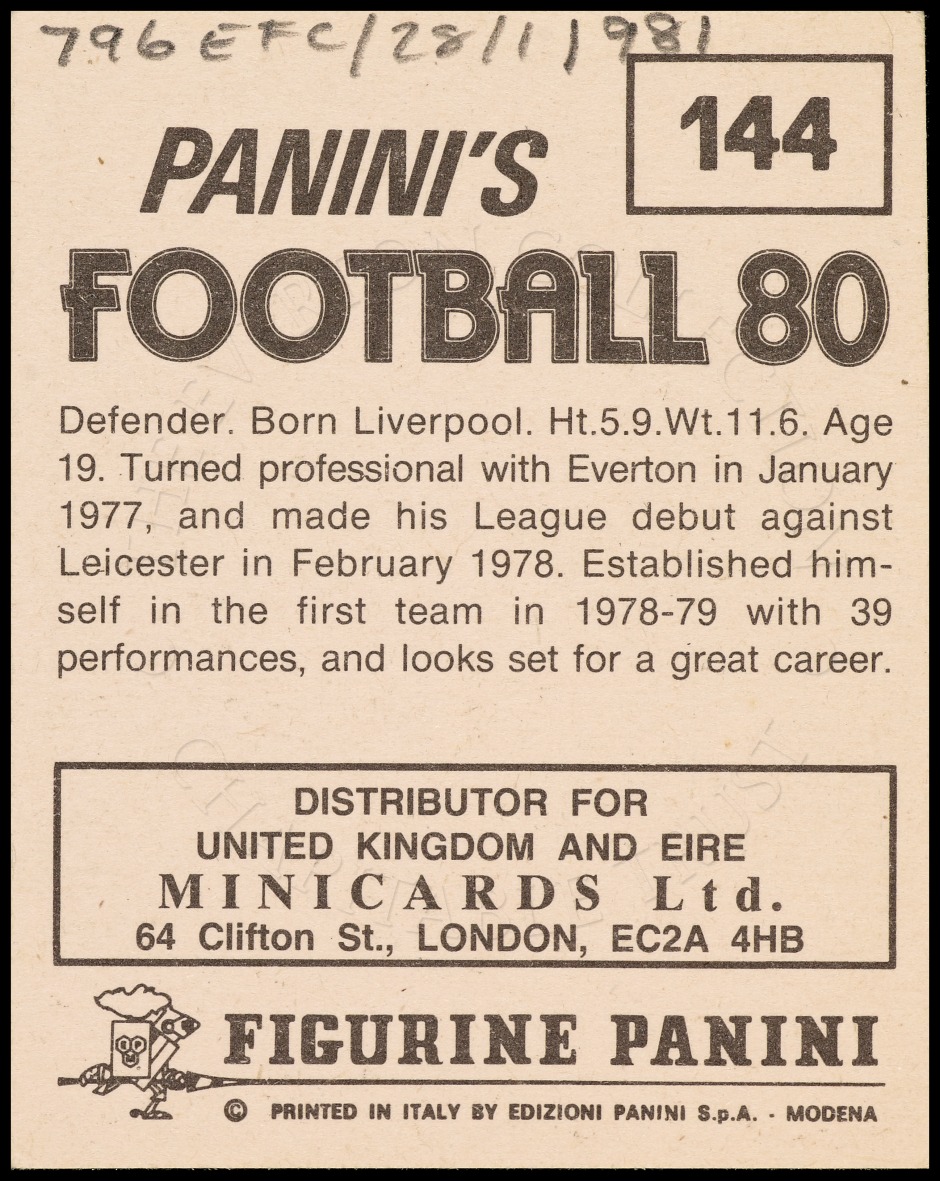 796 EFC/28/1/1981
144
PANINI'S
FOOTBALL 80
Defender. Born Liverpool. Ht.5.9.Wt.11.6. Age
19. Turned professional with Everton in January
1977, and made his League debut against
Leicester in February 1978. Established him-
self in the first team in 1978-79 with 39
performances, and looks set for a great career.
DISTRIBUTOR FOR
UNITED KINGDOM AND EIRE
MINICARDS Ltd.
64 Clifton St., LONDON, EC2A 4HB
FIGURINE PANINI
© PRINTED IN ITALY BY EDIZIONI PANINI S.p.A. - MODENA